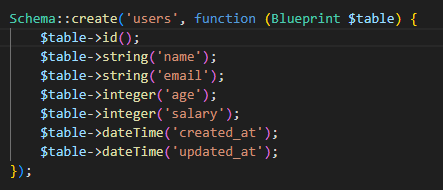 Schema::create('users', function (Blueprint $table) {
    $table->id();
    $table->string('name');
    $table->string('email');
    $table->integer('age');
    $table->integer('salary');
    $table->dateTime('created_at');
    $table->dateTime('updated_at');
});